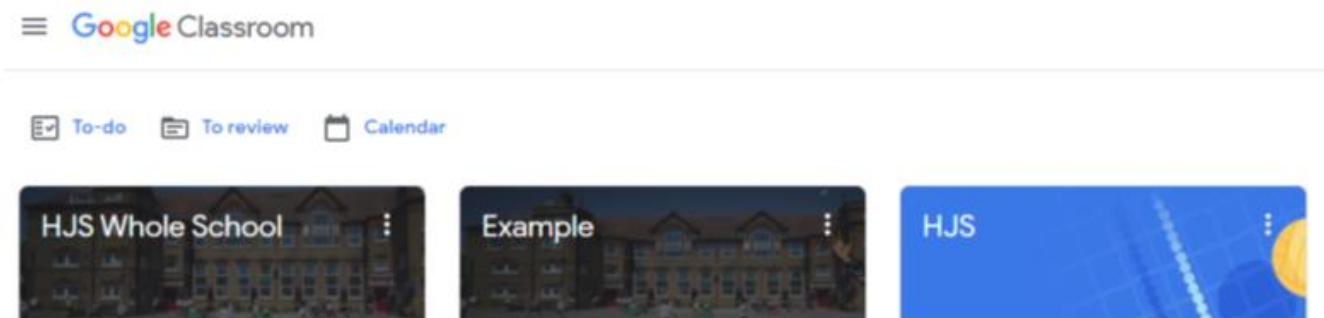 Google Classroom
To-do To review Calendar
HJS Whole School Example HJS